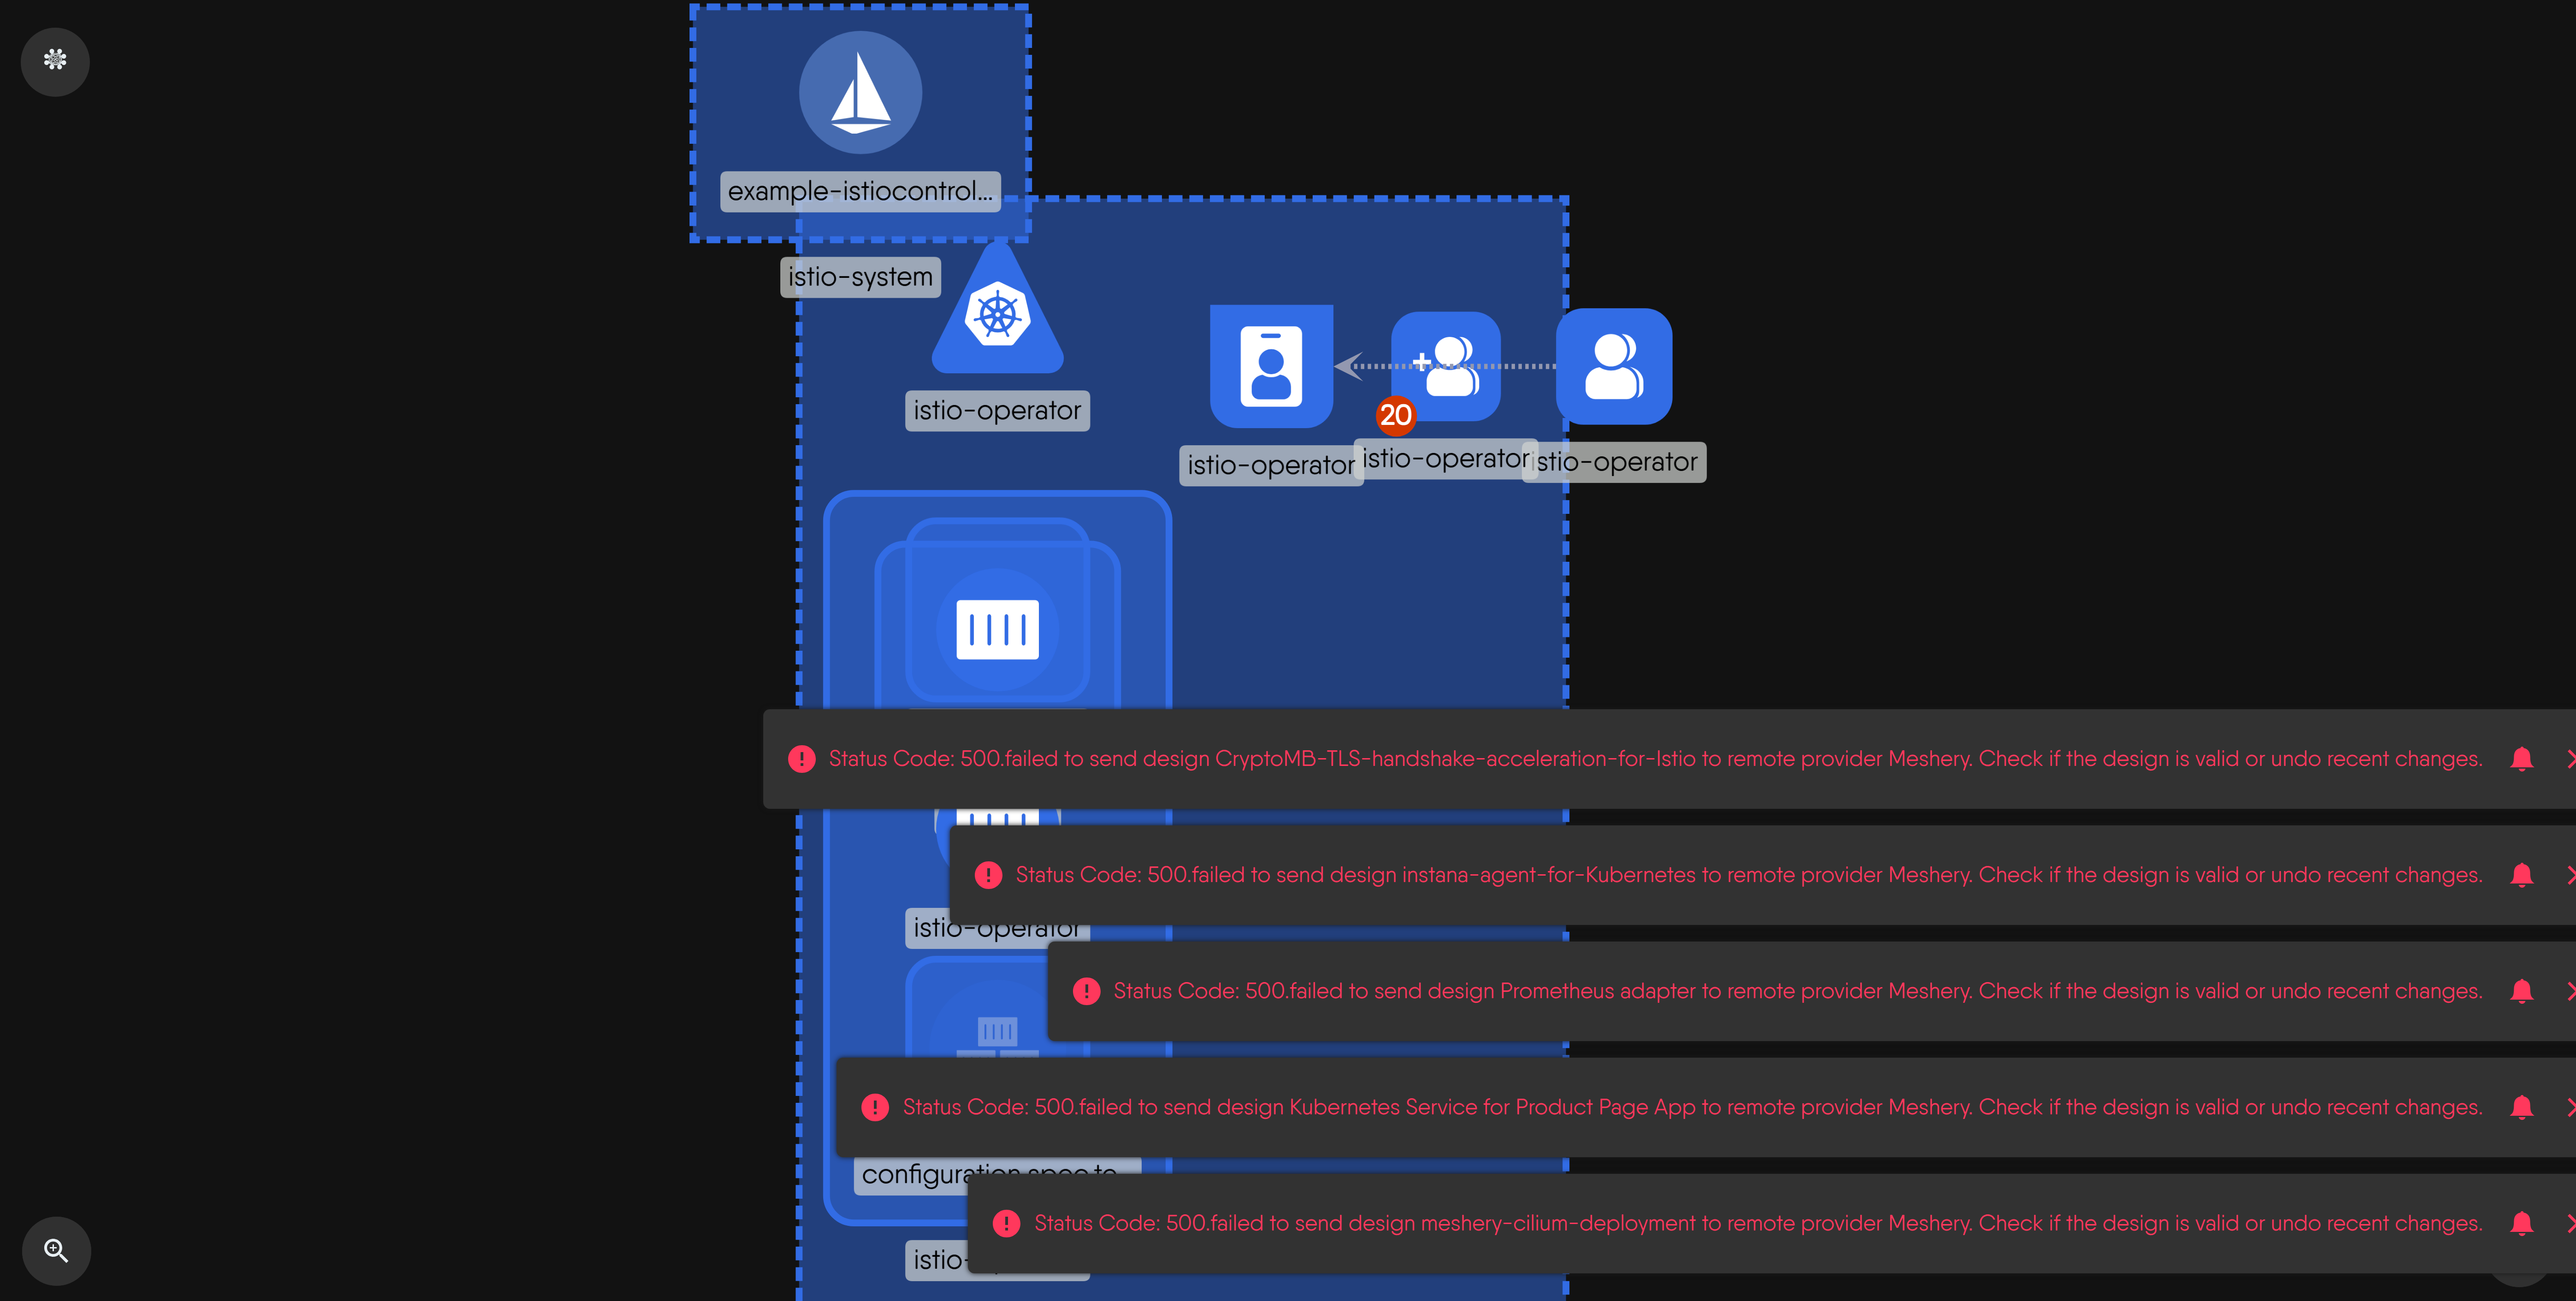 example-istiocontrol...
istio-system
istio-operator
20
istio-operator
istio-operator
istio-operator
Status Code: 500.failed to send design CryptoMB-TLS-handshake-acceleration-for-Istio to remote provider Meshery. Check if the design is valid or undo recent changes.
Status Code: 500.failed to send design instana-agent-for-Kubernetes to remote provider Meshery. Check if the design is valid or undo recent changes.
istio-operator
Status Code: 500.failed to send design Prometheus adapter to remote provider Meshery. Check if the design is valid or undo recent changes.
Status Code: 500.failed to send design Kubernetes Service for Product Page App to remote provider Meshery. Check if the design is valid or undo recent changes.
configuration spec to
Status Code: 500.failed to send design meshery-cilium-deployment to remote provider Meshery. Check if the design is valid or undo recent changes.
istio-